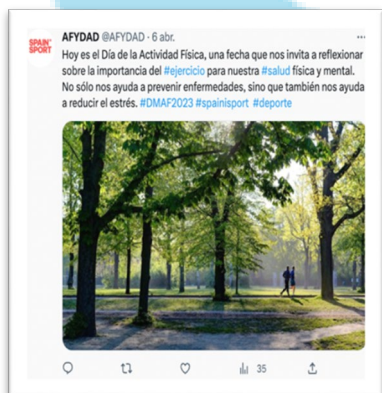 SPAIN'S
SPORT
AFYDAD @AFYDAD · 6 abr.
Hoy es el Día de la Actividad Física, una fecha que nos invita a reflexionar
sobre la importancia del #ejercicio para nuestra #salud física y mental.
No sólo nos ayuda a prevenir enfermedades, sino que también nos ayuda
a reducir el estrés. #DMAF2023 #spainisport #deporte
35